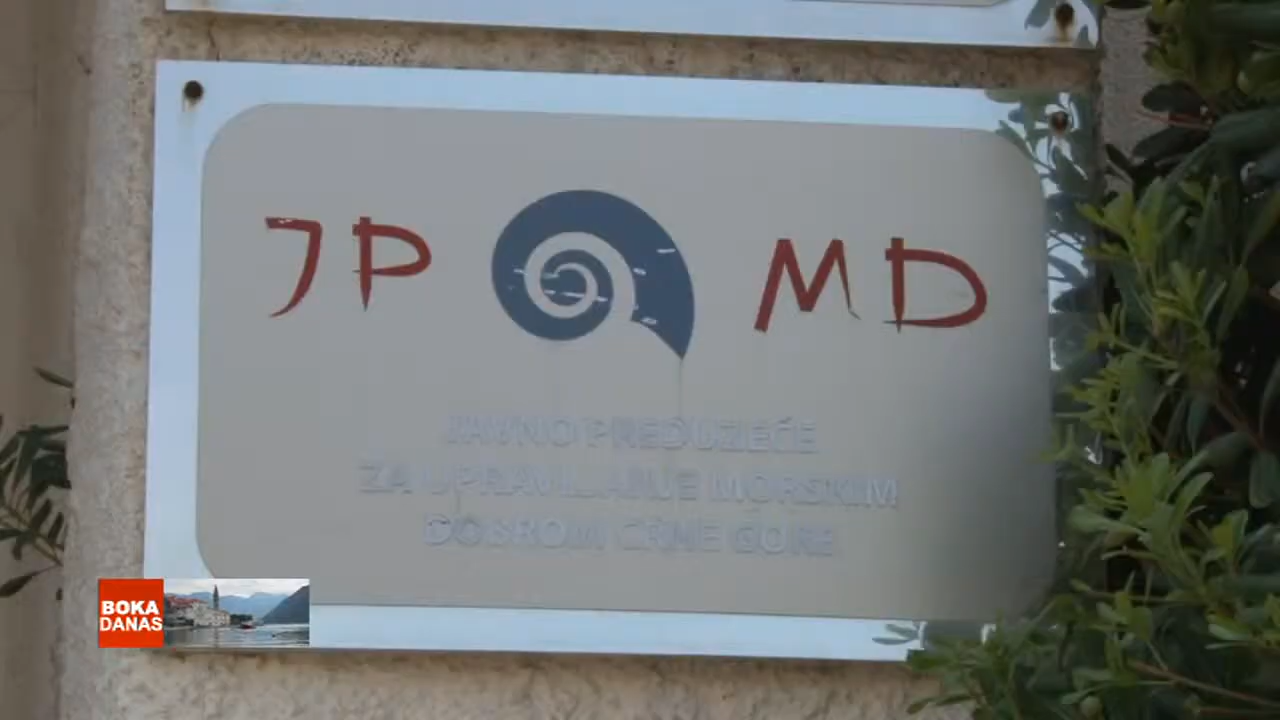 JP MD
JAVNO PREDUZEĆE
ZA UPRAVLJANJE MORSKIM
DOBROM CRNE GORE
BOKA
DANAS